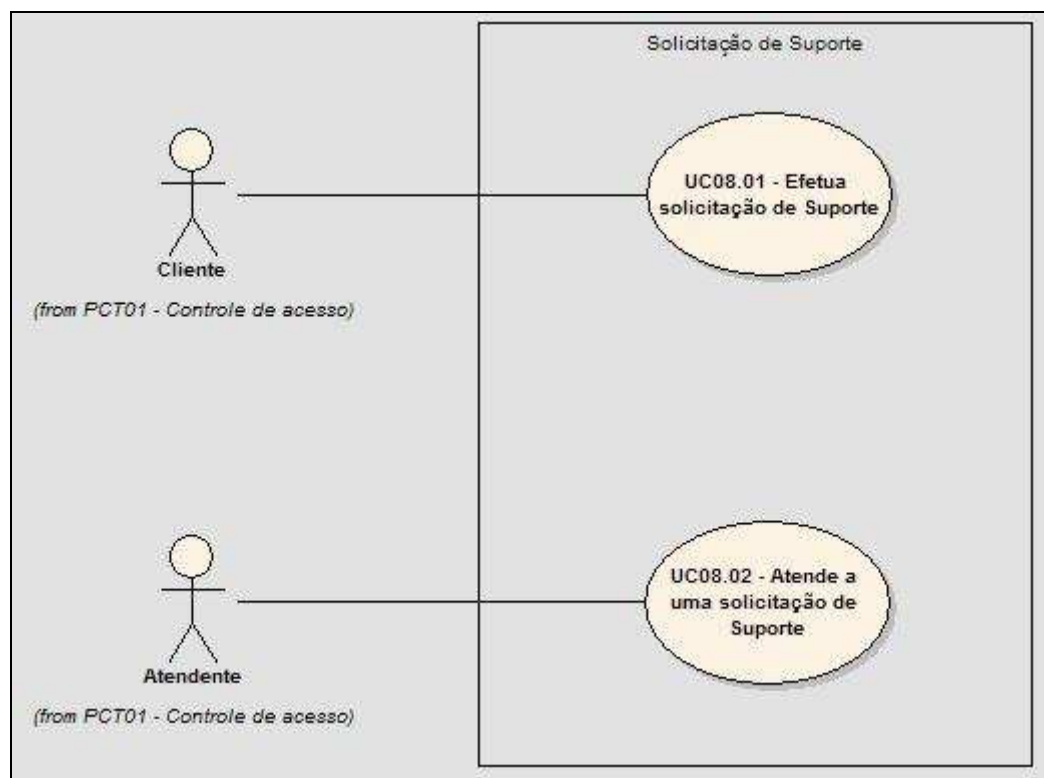 Solicitação de Suporte
UC08.01 - Efetua
solicitação de Suporte
Cliente
(from PCT01 - Controle de acesso)
UC08.02 - Atende a
uma solicitação de
Suporte
Atendente
(from PCT01 - Controle de acesso)